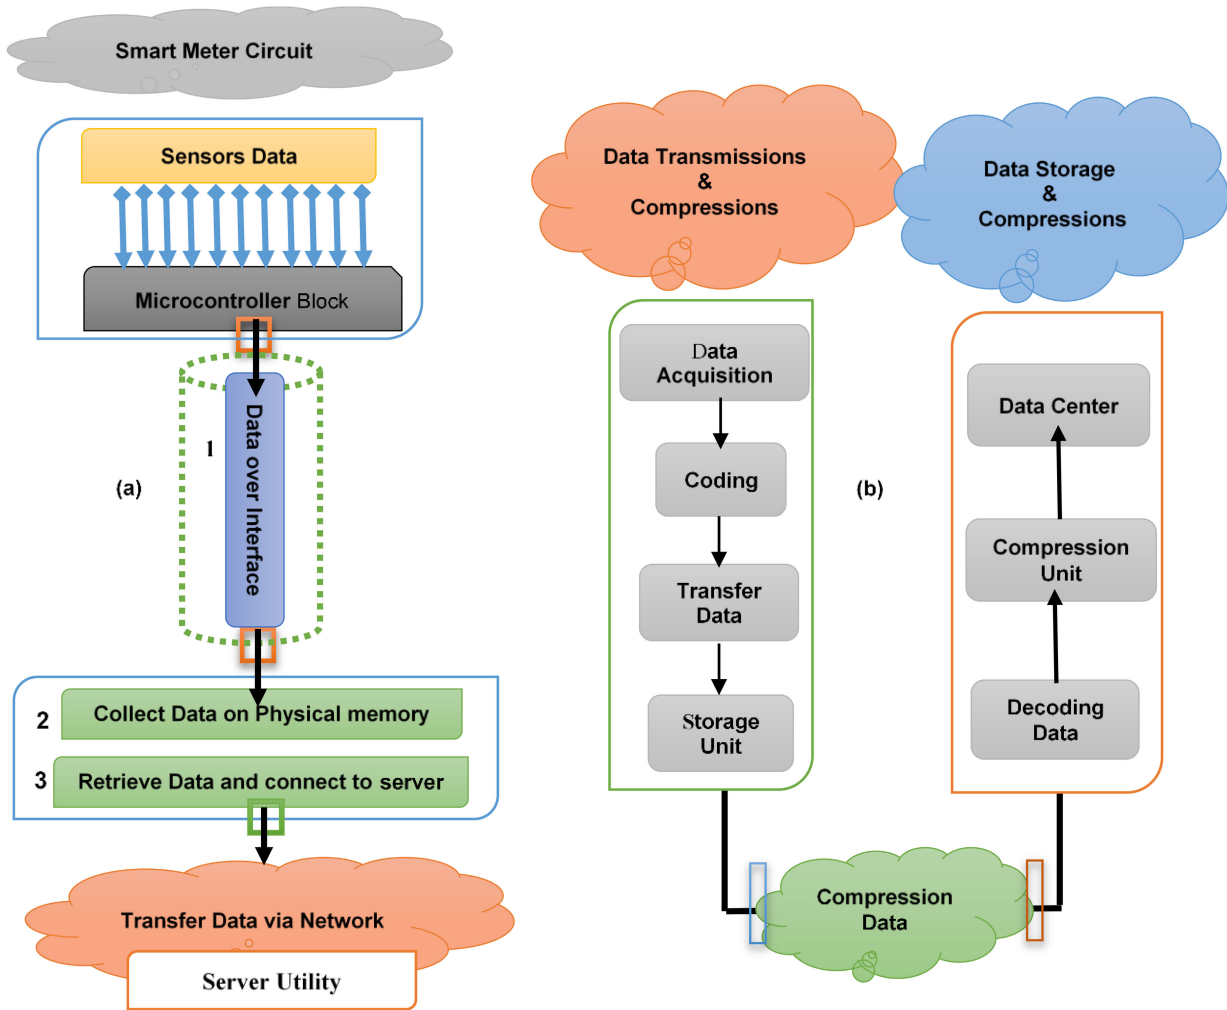 Smart Meter Circuit
Sensors Data
Microcontroller Block
1
Data over Interface
(a)
2
Collect Data on Physical memory
3
Retrieve Data and connect to server
Transfer Data via Network
Server Utility
Data Transmissions
&
Compressions
Data Storage
&
Compressions
Data
Acquisition
Coding
Transfer
Data
Storage
Unit
(b)
Data Center
Compression
Unit
Decoding
Data
Compression
Data